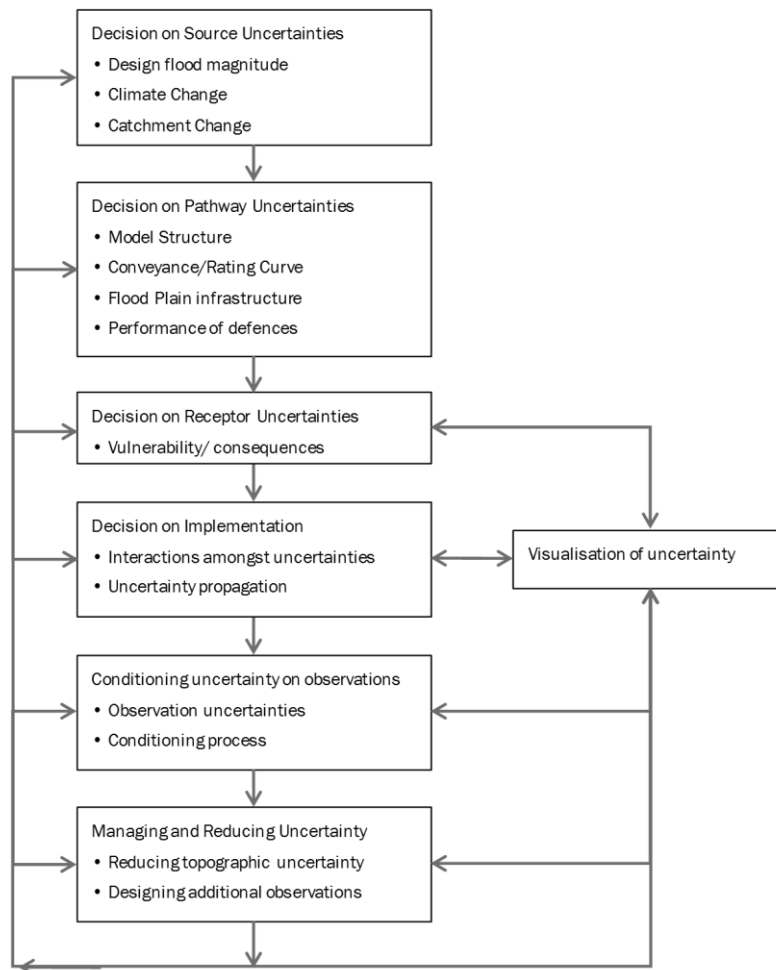 Decision on Source Uncertainties
• Design flood magnitude
• Climate Change
• Catchment Change
Decision on Pathway Uncertainties
• Model Structure
• Conveyance/Rating Curve
• Flood Plain infrastructure
• Performance of defences
Decision on Receptor Uncertainties
• Vulnerability/ consequences
Decision on Implementation
• Interactions amongst uncertainties
• Uncertainty propagation
Visualisation of uncertainty
Conditioning uncertainty on observations
• Observation uncertainties
• Conditioning process
Managing and Reducing Uncertainty
• Reducing topographic uncertainty
• Designing additional observations